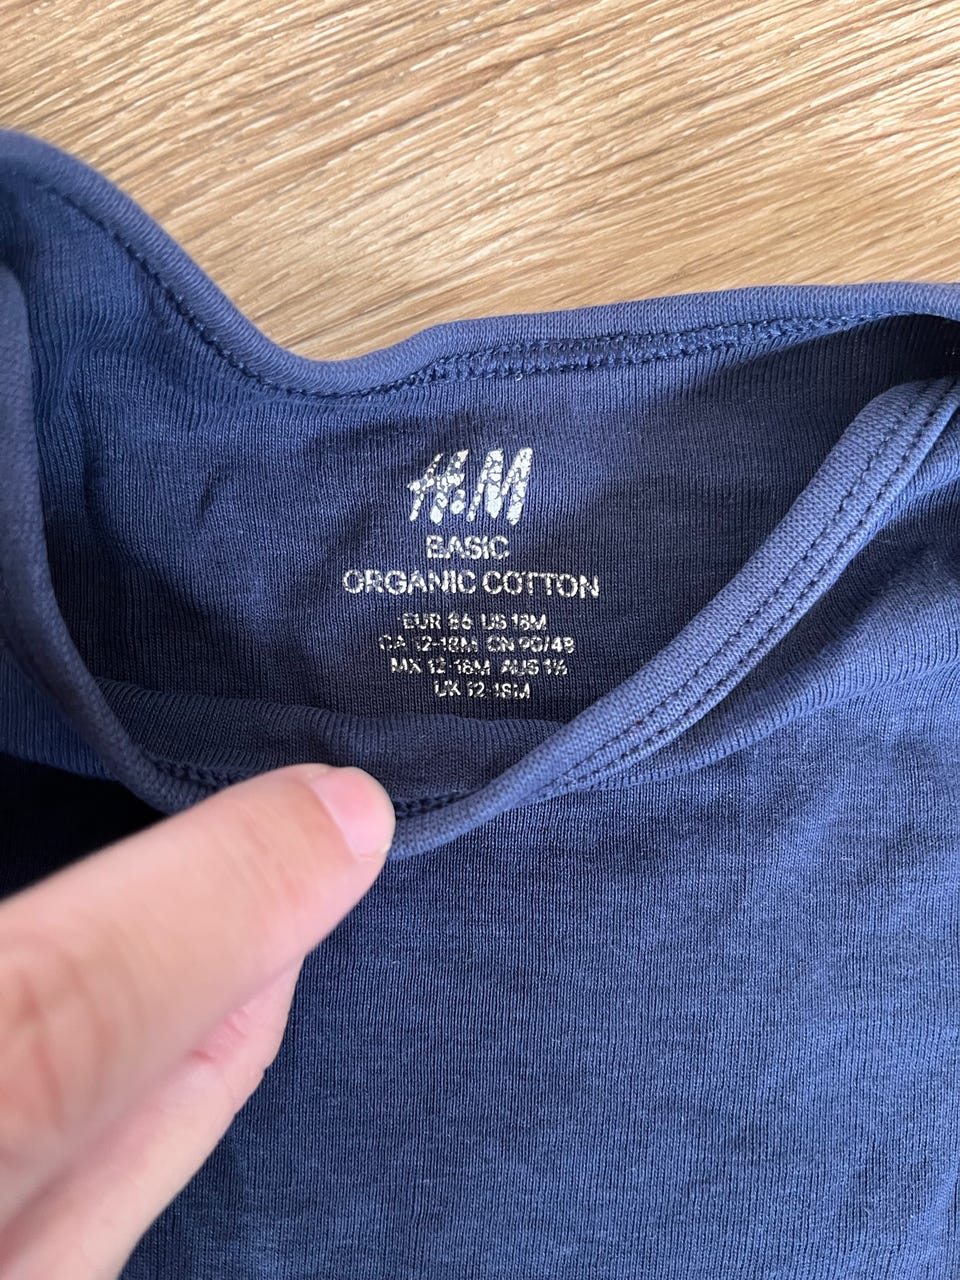 H&M
BASIC
ORGANIC COTTON
EUR 86 US 18M
CA 12-18M CN 90/48
MX 12-18M AUS 1½
UK 12-18M